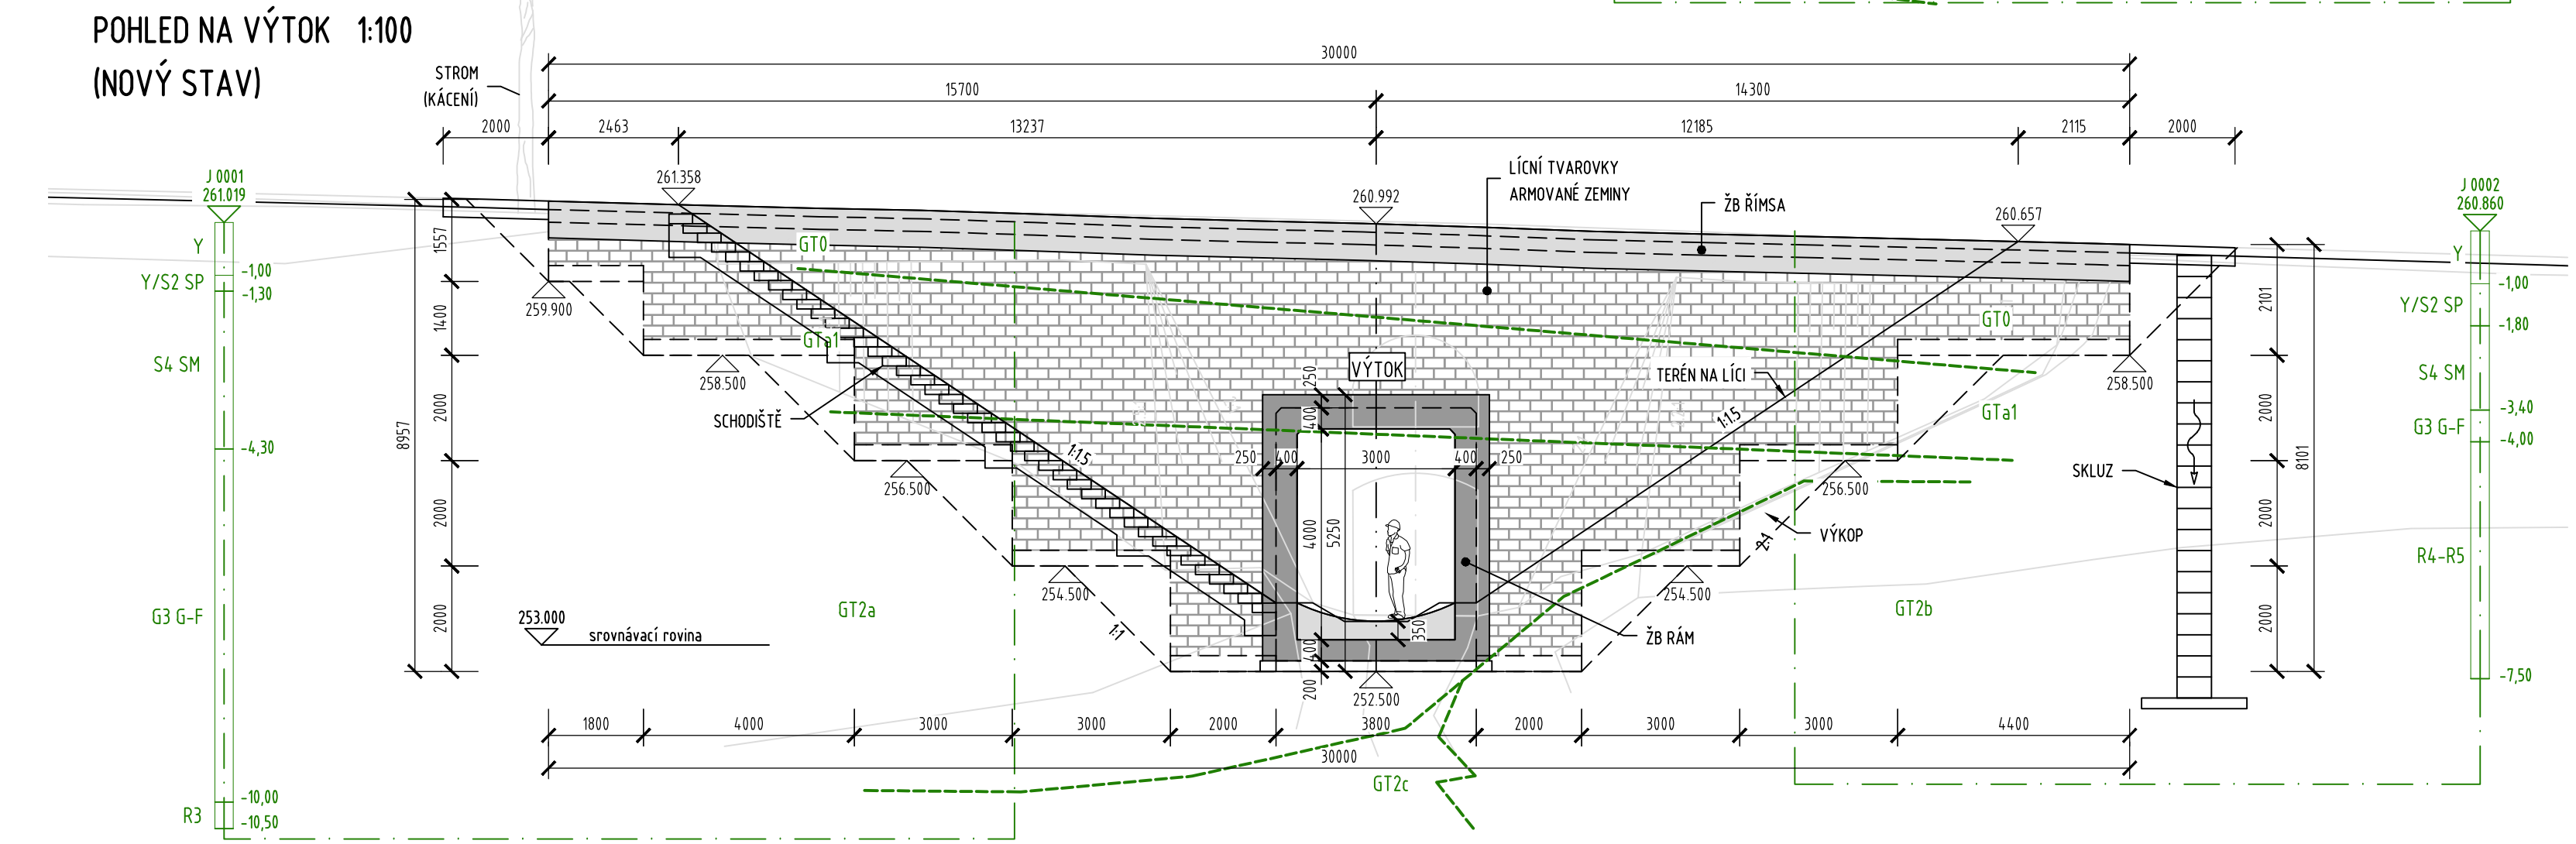 POHLED NA VÝTOK 1:100
(NOVÝ STAV)
STROM
(KÁCENÍ)
30000
15700
14300
2000
2463
13237
12185
2115
2000
J 0001
261.019
261.358
260.992
260.657
J 0002
260.860
LÍCNÍ TVAROVKY
ARMOVANÉ ZEMINY
ŽB ŘÍMSA
Y
-1,00
Y/S2 SP
-1,30
S4 SM
-4,30
G3 G-F
-10,00
R3
-10,50
8957
1557
1400
2000
2000
2000
259.900
258.500
256.500
254.500
252.500
254.500
256.500
258.500
GT0
GTa1
SCHODIŠTĚ
1:1.5
GT2a
1:1
253.000
srovnávací rovina
VÝTOK
250
400
250
400
3000
400
250
4000
5250
350
400
200
TERÉN NA LÍCI
1:1.5
GT0
GTa1
VÝKOP
2:1
GT2b
ŽB RÁM
GT2c
SKLUZ
2101
2000
2000
2000
8101
Y
-1,00
Y/S2 SP
-1,80
S4 SM
-3,40
G3 G-F
-4,00
R4-R5
-7,50
1800
4000
3000
3000
2000
3800
2000
3000
3000
4400
30000